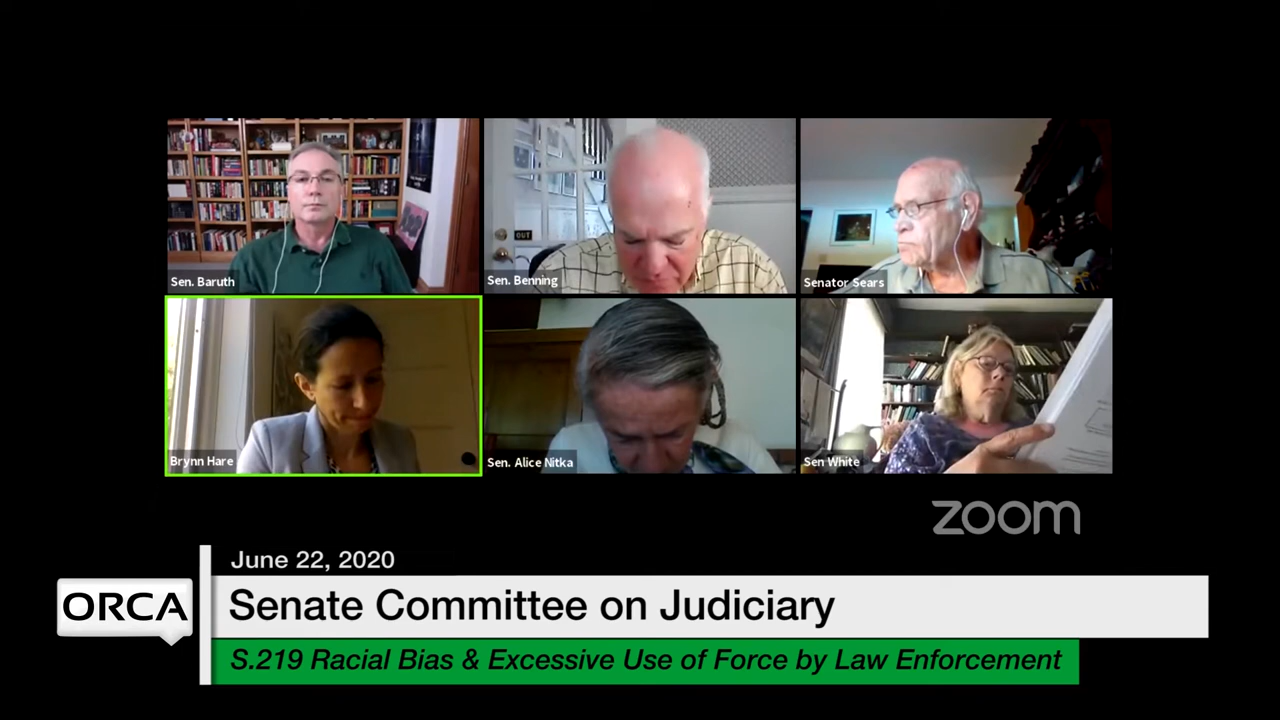 OUT
Sen. Baruth
Sen. Benning
Senator Sears
Brynn Hare
Sen. Alice Nitka
Sen White
zoom
June 22, 2020
ORCA
Senate Committee on Judiciary
S.219 Racial Bias & Excessive Use of Force by Law Enforcement